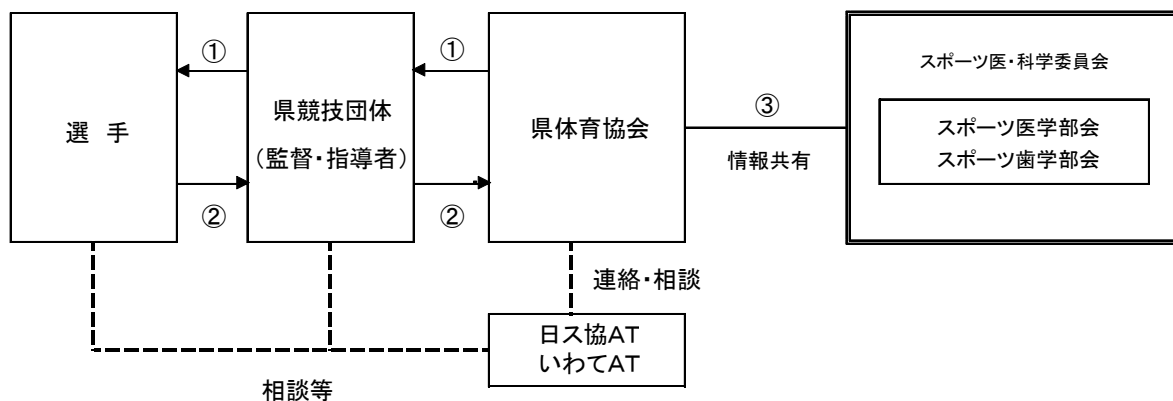 ①
①
スポーツ医・科学委員会
選 手
県競技団体
(監督・指導者)
県体育協会
③
スポーツ医学部会
スポーツ歯学部会
情報共有
②
②
連絡・相談
日ス協AT
いわてAT
相談等